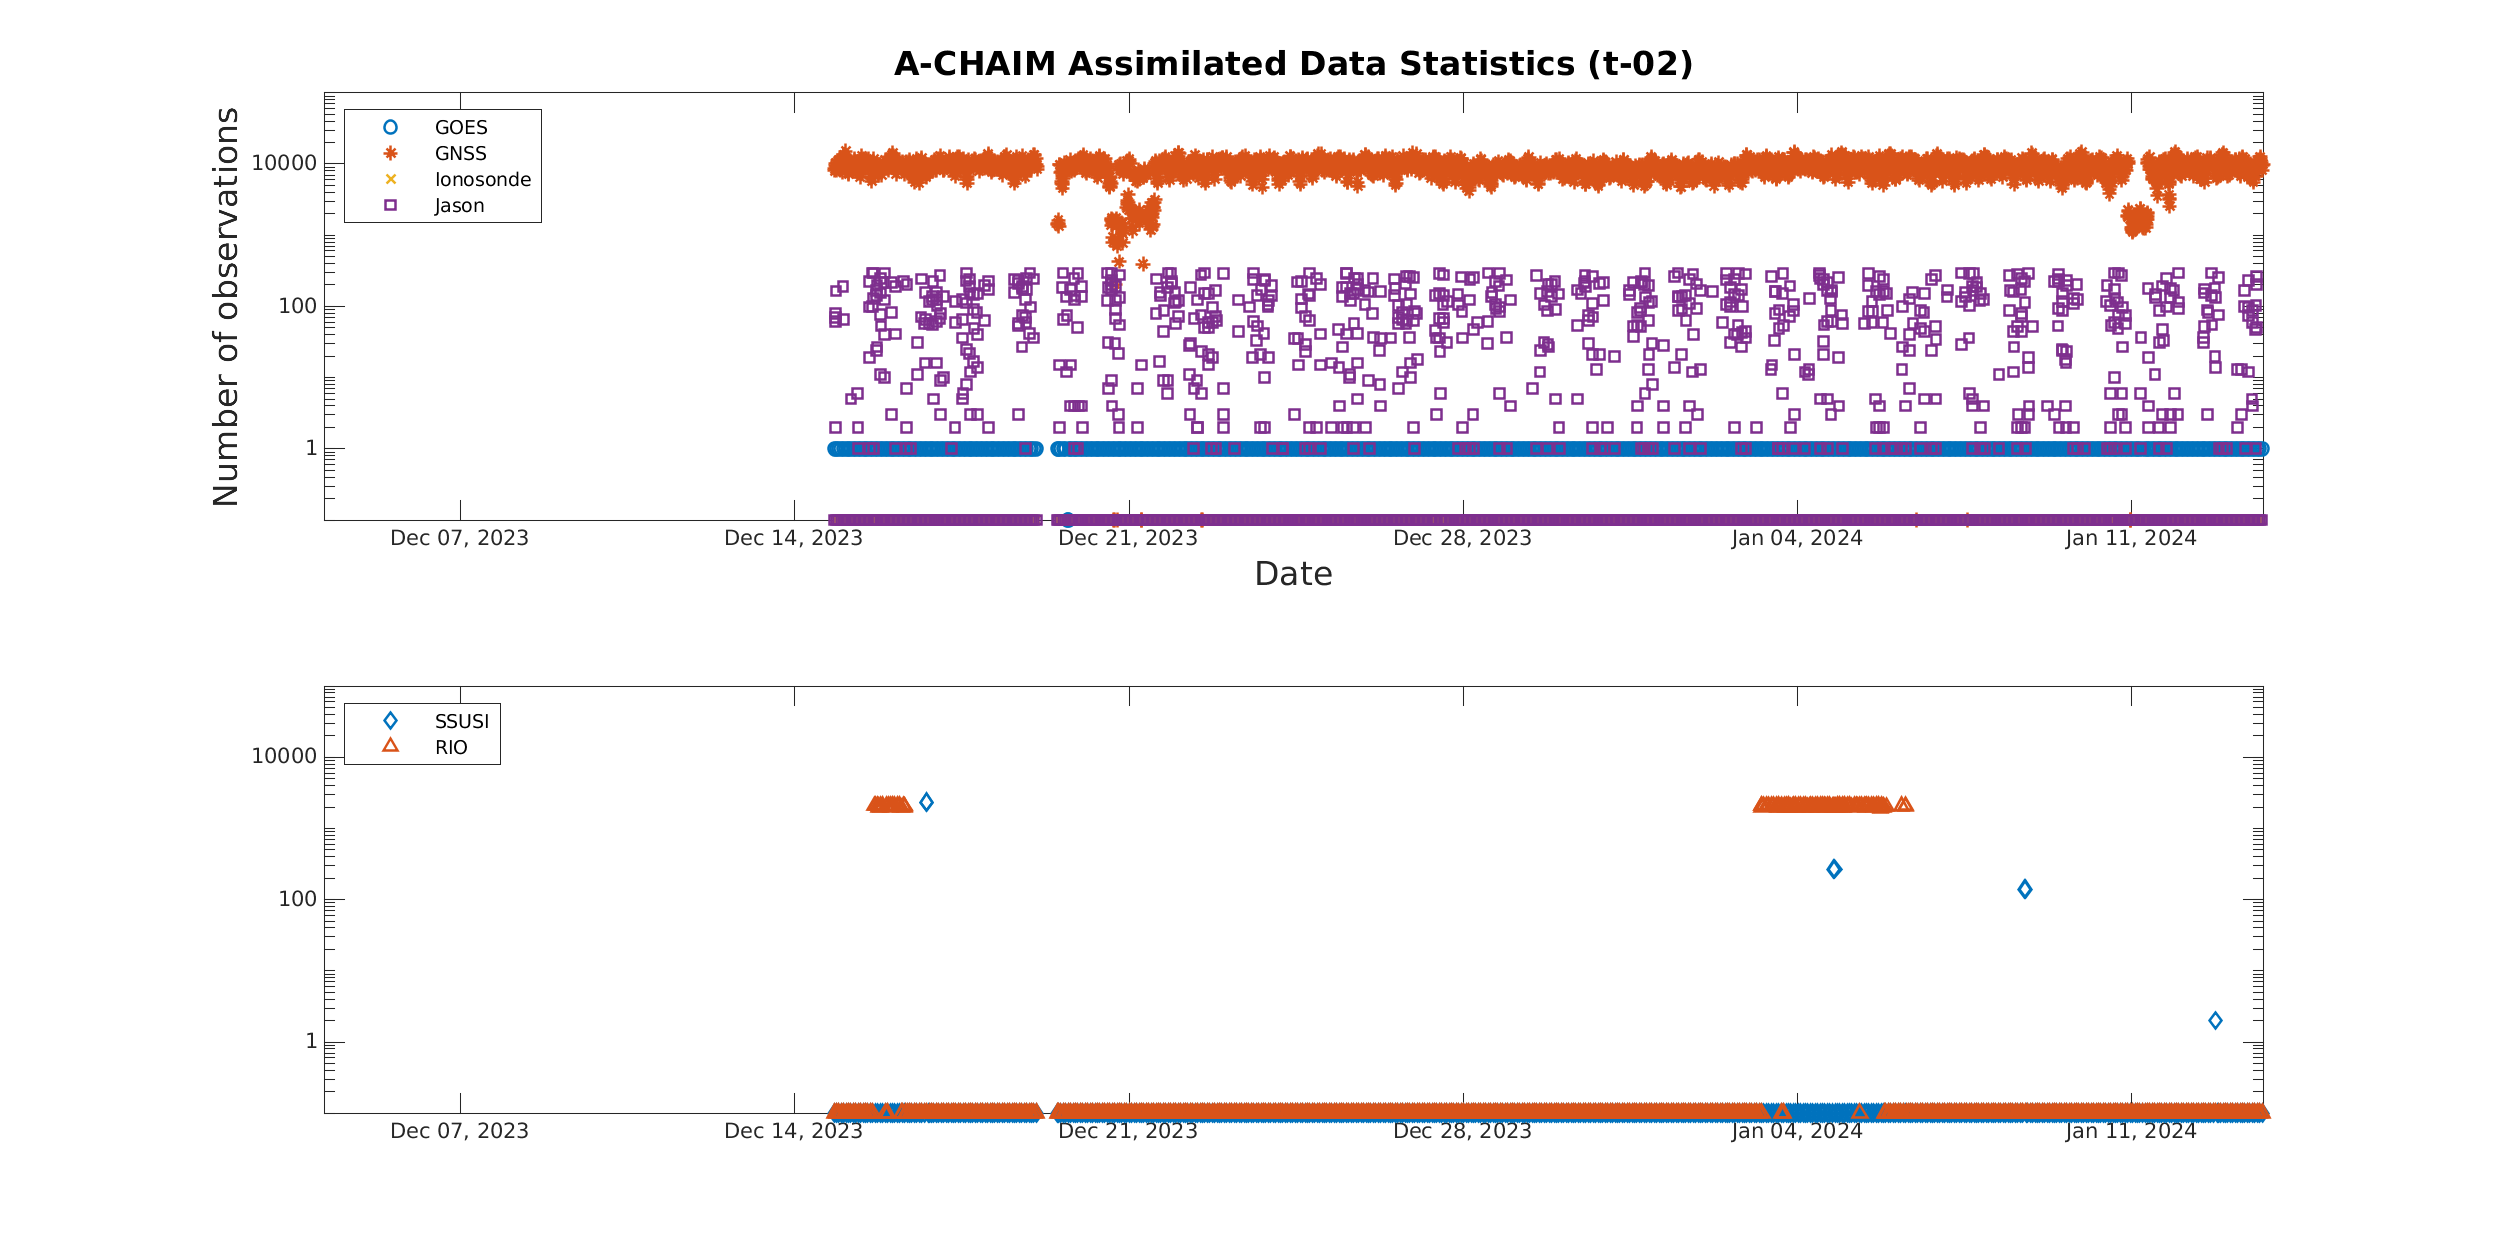 A-CHAIM Assimilated Data Statistics (t-02)
Number of observations
10000
100
1
GOES
GNSS
Ionosonde
Jason
Dec 07, 2023
Dec 14, 2023
Dec 21, 2023
Dec 28, 2023
Jan 04, 2024
Jan 11, 2024
Date
10000
100
1
SSUSI
RIO
Dec 07, 2023
Dec 14, 2023
Dec 21, 2023
Dec 28, 2023
Jan 04, 2024
Jan 11, 2024